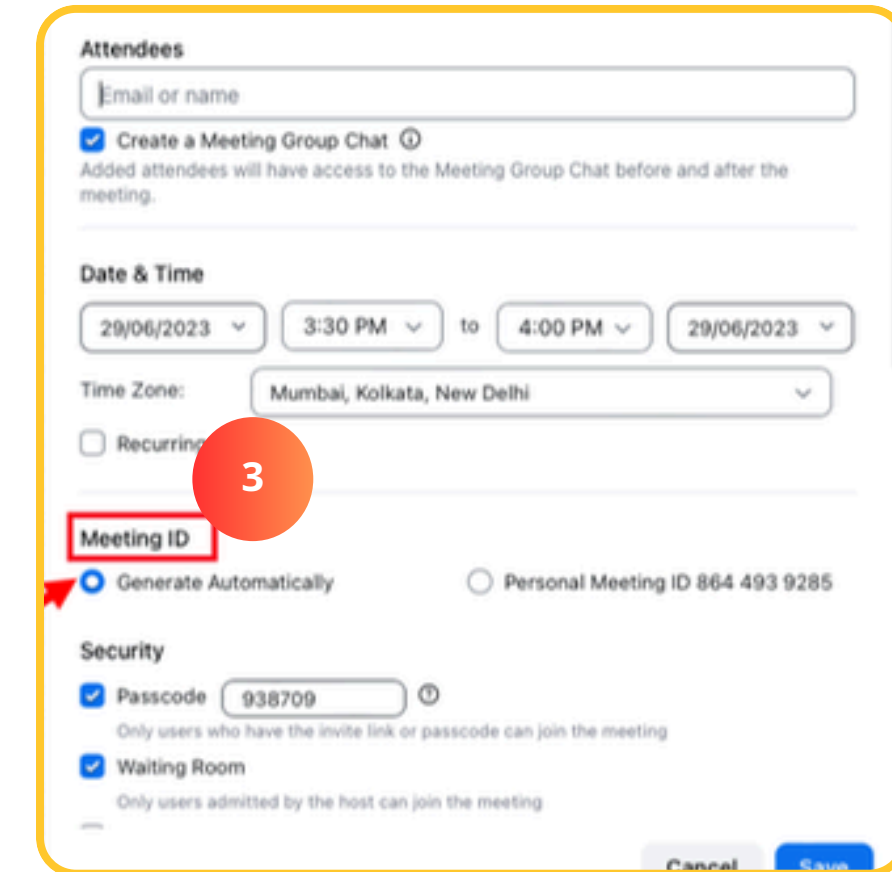 Attendees
Email or name
Create a Meeting Group Chat
Added attendees will have access to the Meeting Group Chat before and after the
meeting.
Date & Time
29/06/2023 3:30 PM to 4:00 PM 29/06/2023
Time Zone: Mumbai, Kolkata, New Delhi
Recurring
3
Meeting ID
Generate Automatically Personal Meeting ID 864 493 9285
Security
Passcode 938709
Only users who have the invite link or passcode can join the meeting
Waiting Room
Only users admitted by the host can join the meeting
Cancel Save